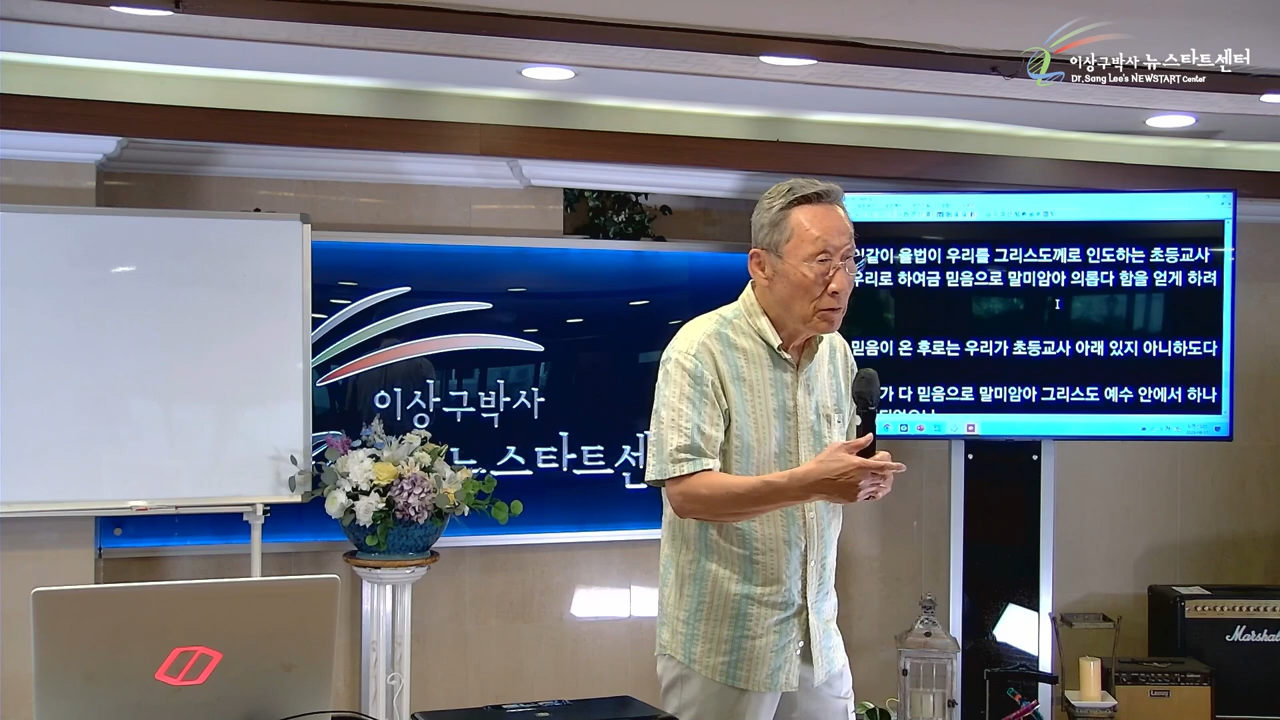 이상구박사 뉴스타트센터
Dr. Sang Lee's NEWSTART Center
율법이 우리를 그리스도께로 인도하는 초등교사
우리로 하여금 믿음으로 말미암아 의롭다 함을 얻게 하려
믿음이 온 후로는 우리가 초등교사 아래 있지 아니하도다
가 다 믿음으로 말미암아 그리스도 예수 안에서 하나
이상구박사
뉴스타트센
Marshal
Laney